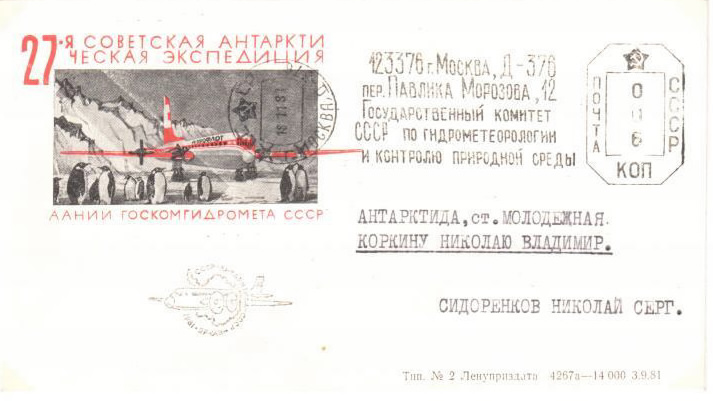 27-Я СОВЕТСКАЯ АНТАРКТИ
ЧЕСКАЯ ЭКСПЕДИЦИЯ
АЭРОФЛОТ
МОСКВА
ААНИИ ГОСКОМГИДРОМЕТА СССР
123376 г. МОСКВА, Д-376
ПЕР. ПАВЛИКА МОРОЗОВА, 12
ГОСУДАРСТВЕННЫЙ КОМИТЕТ
СССР ПО ГИДРОМЕТЕОРОЛОГИИ
И КОНТРОЛЮ ПРИРОДНОЙ СРЕДЫ
ПОЧТА
СССР
КОП
АНТАРКТИДА, ст. МОЛОДЕЖНАЯ
КОРКИНУ НИКОЛАЮ ВЛАДИМИР.
СИДОРЕНКОВ НИКОЛАЙ СЕРГ.
Тип. № 2 Ленуприздата 4267а—14 000 3.9.81